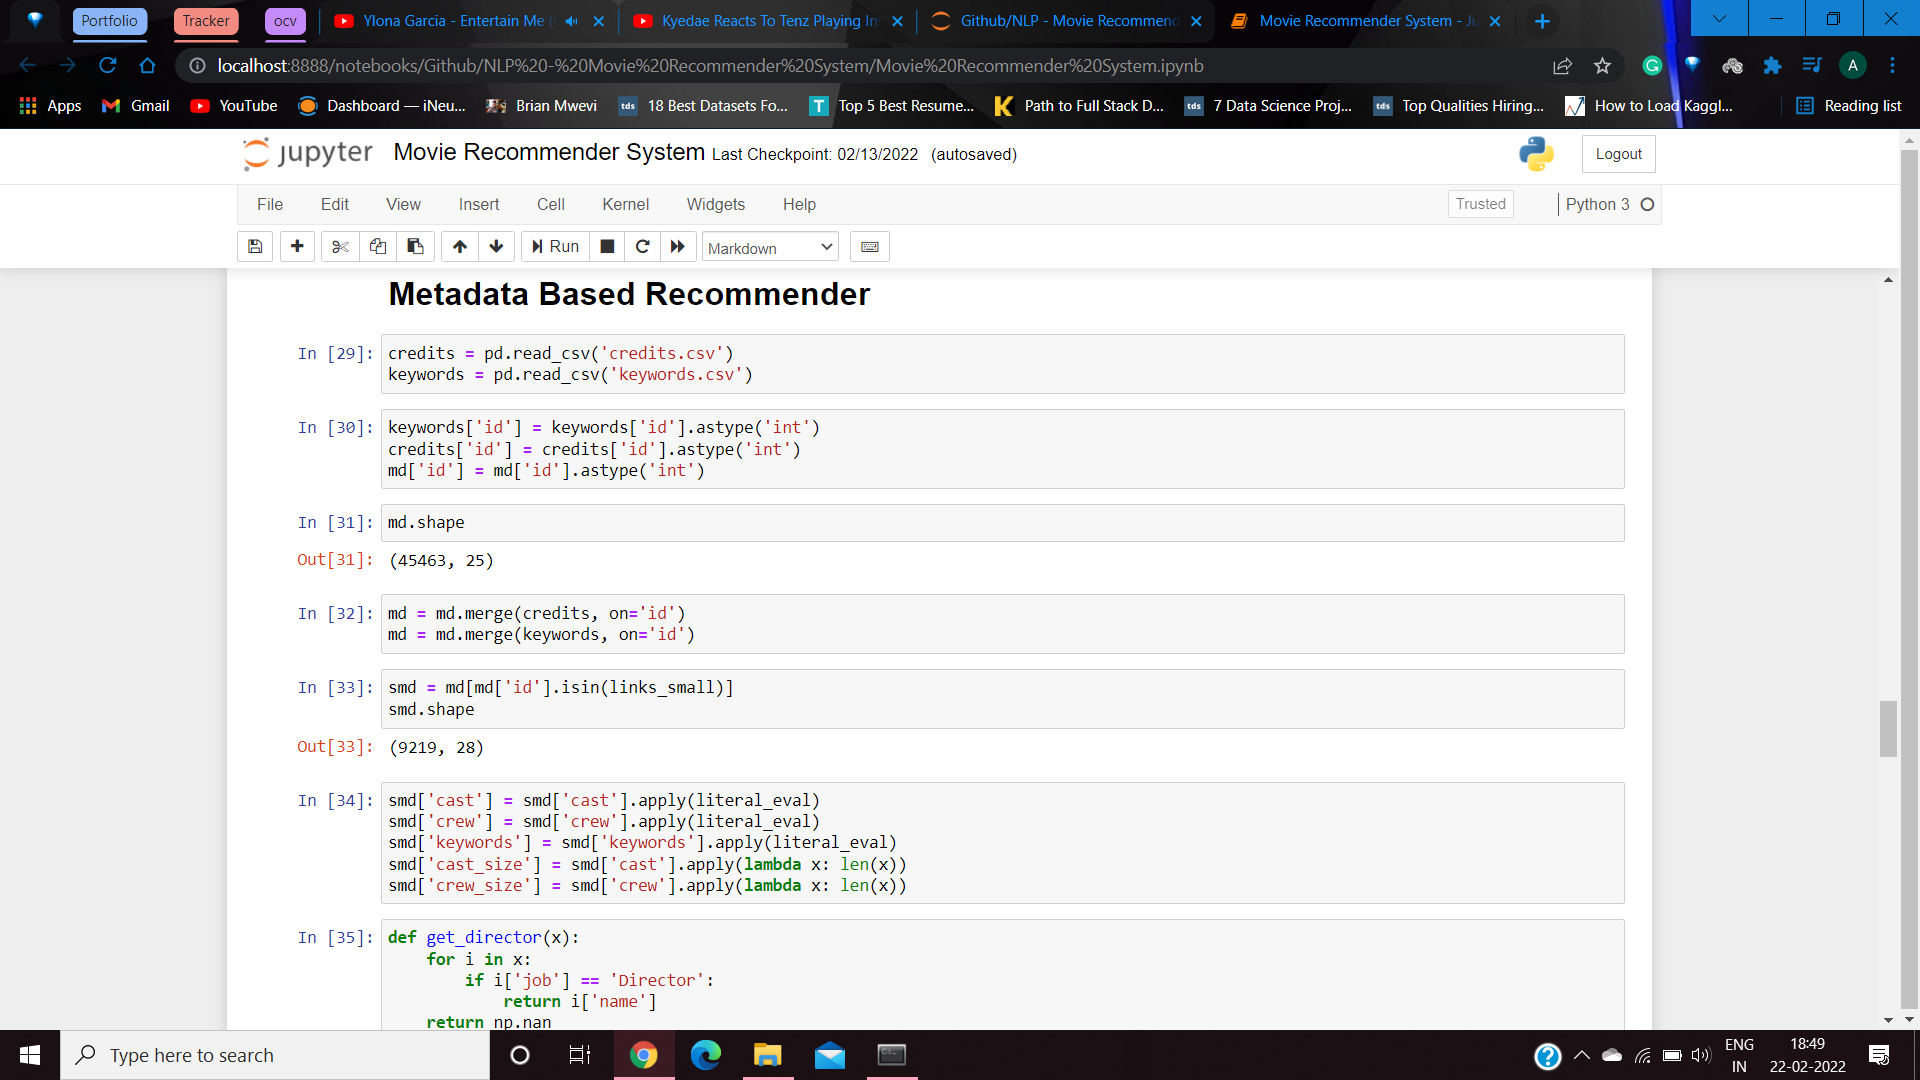 Portfolio
Tracker
ocv
Ylona Garcia - Entertain Me (
Kyedae Reacts To Tenz Playing In
Github/NLP - Movie Recommend
Movie Recommender System - Ju
localhost:8888/notebooks/Github/NLP%20-%20Movie%20Recommender%20System/Movie%20Recommender%20System.ipynb
A
Apps
Gmail
YouTube
Dashboard — iNeu...
Brian Mwevi
tds
18 Best Datasets Fo...
T
Top 5 Best Resume...
K
Path to Full Stack D...
tds
7 Data Science Proj...
tds
Top Qualities Hiring...
How to Load Kaggl...
Reading list
jupyter
Movie Recommender System Last Checkpoint: 02/13/2022 (autosaved)
Logout
File Edit View Insert Cell Kernel Widgets Help
Trusted
Python 3
Run
Markdown
Metadata Based Recommender
In [29]: credits = pd.read_csv('credits.csv')
keywords = pd.read_csv('keywords.csv')
In [30]: keywords['id'] = keywords['id'].astype('int')
credits['id'] = credits['id'].astype('int')
md['id'] = md['id'].astype('int')
In [31]: md.shape
Out[31]: (45463, 25)
In [32]: md = md.merge(credits, on='id')
md = md.merge(keywords, on='id')
In [33]: smd = md[md['id'].isin(links_small)]
smd.shape
Out[33]: (9219, 28)
In [34]: smd['cast'] = smd['cast'].apply(literal_eval)
smd['crew'] = smd['crew'].apply(literal_eval)
smd['keywords'] = smd['keywords'].apply(literal_eval)
smd['cast_size'] = smd['cast'].apply(lambda x: len(x))
smd['crew_size'] = smd['crew'].apply(lambda x: len(x))
In [35]: def get_director(x):
for i in x:
if i['job'] == 'Director':
return i['name']
return np.nan
Type here to search
ENG
IN
18:49
22-02-2022